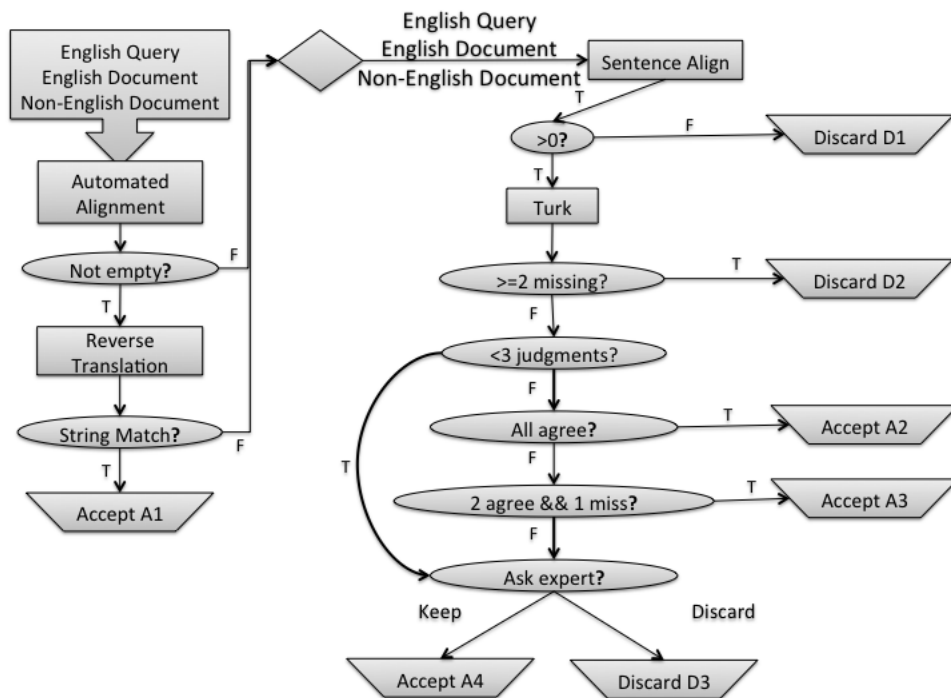 English Query
English Document
Non-English Document
Automated
Alignment
Not empty?
F
T
Reverse
Translation
String Match?
F
T
Accept A1
English Query
English Document
Non-English Document
Sentence Align
T
>0?
F
Discard D1
T
Turk
>=2 missing?
T
Discard D2
F
<3 judgments?
F
T
All agree?
T
Accept A2
F
2 agree && 1 miss?
T
Accept A3
F
Ask expert?
Keep
Discard
Accept A4
Discard D3